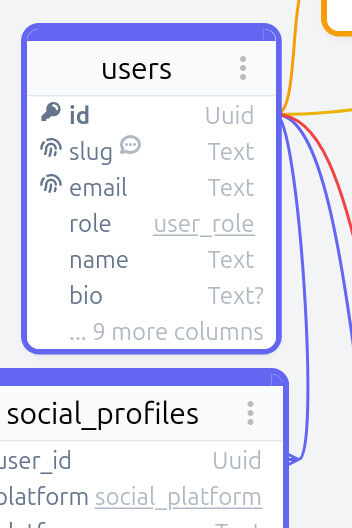 users
id Uuid
slug Text
email Text
role user_role
name Text
bio Text?
... 9 more columns
social_profiles
user_id Uuid
platform social_platform